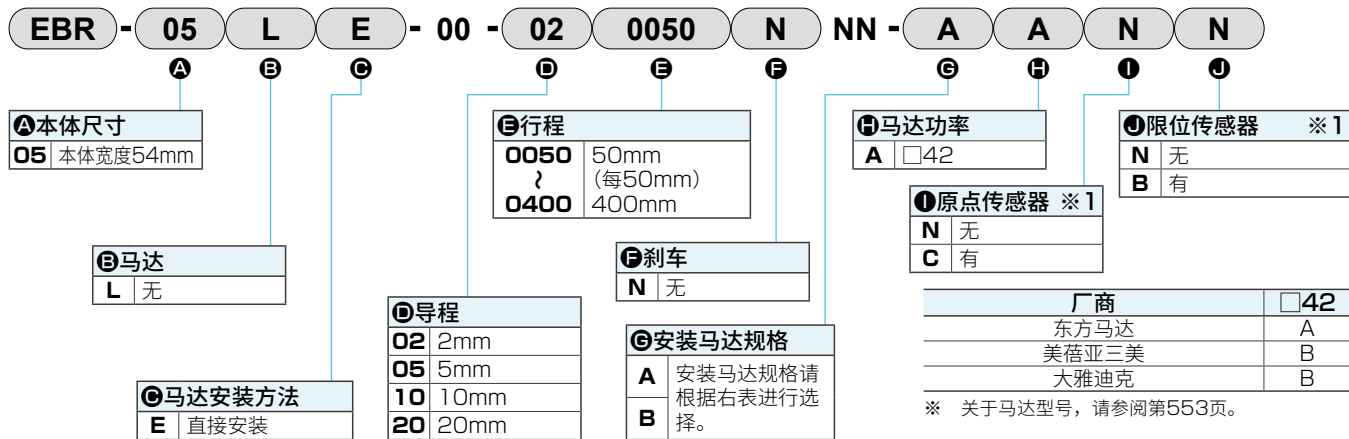 EBR - 05 L E - 00 - 02 0050 N NN - A A N N
A B C D E F G H I J
A本体尺寸
05 本体宽度54mm
B马达
L 无
C马达安装方法
E 直接安装
D导程
02 2mm
05 5mm
10 10mm
20 20mm
E行程
0050 50mm
~ (每50mm)
0400 400mm
F刹车
N 无
G安装马达规格
A 安装马达规格请
根据右表进行选
B 择。
H马达功率
A □42
I原点传感器 ※1
N 无
C 有
J限位传感器 ※1
N 无
B 有
厂商 □42
东方马达 A
美蓓亚三美 B
大雅迪克 B
※ 关于马达型号，请参阅第553页。